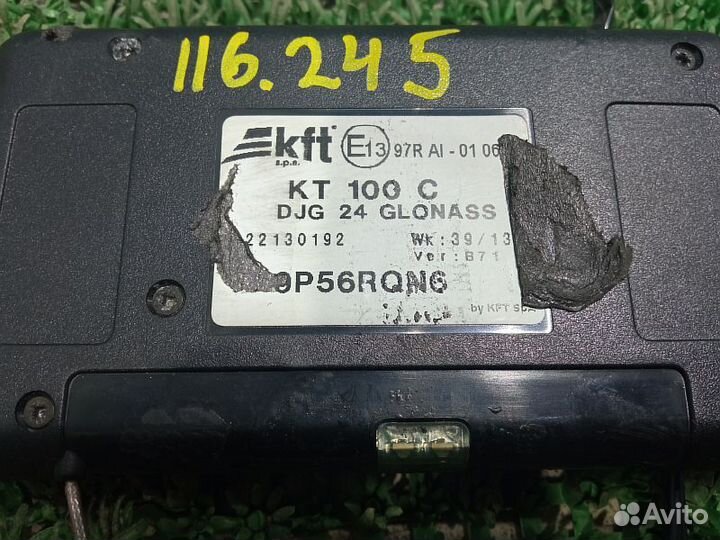 116.245
kft
s.p.a.
E13 97R AI - 01 06
KT 100 C
DJG 24 GLONASS
22130192 Wk: 39/13
Ver: B71
9P56RQN6
by KFT
Avito